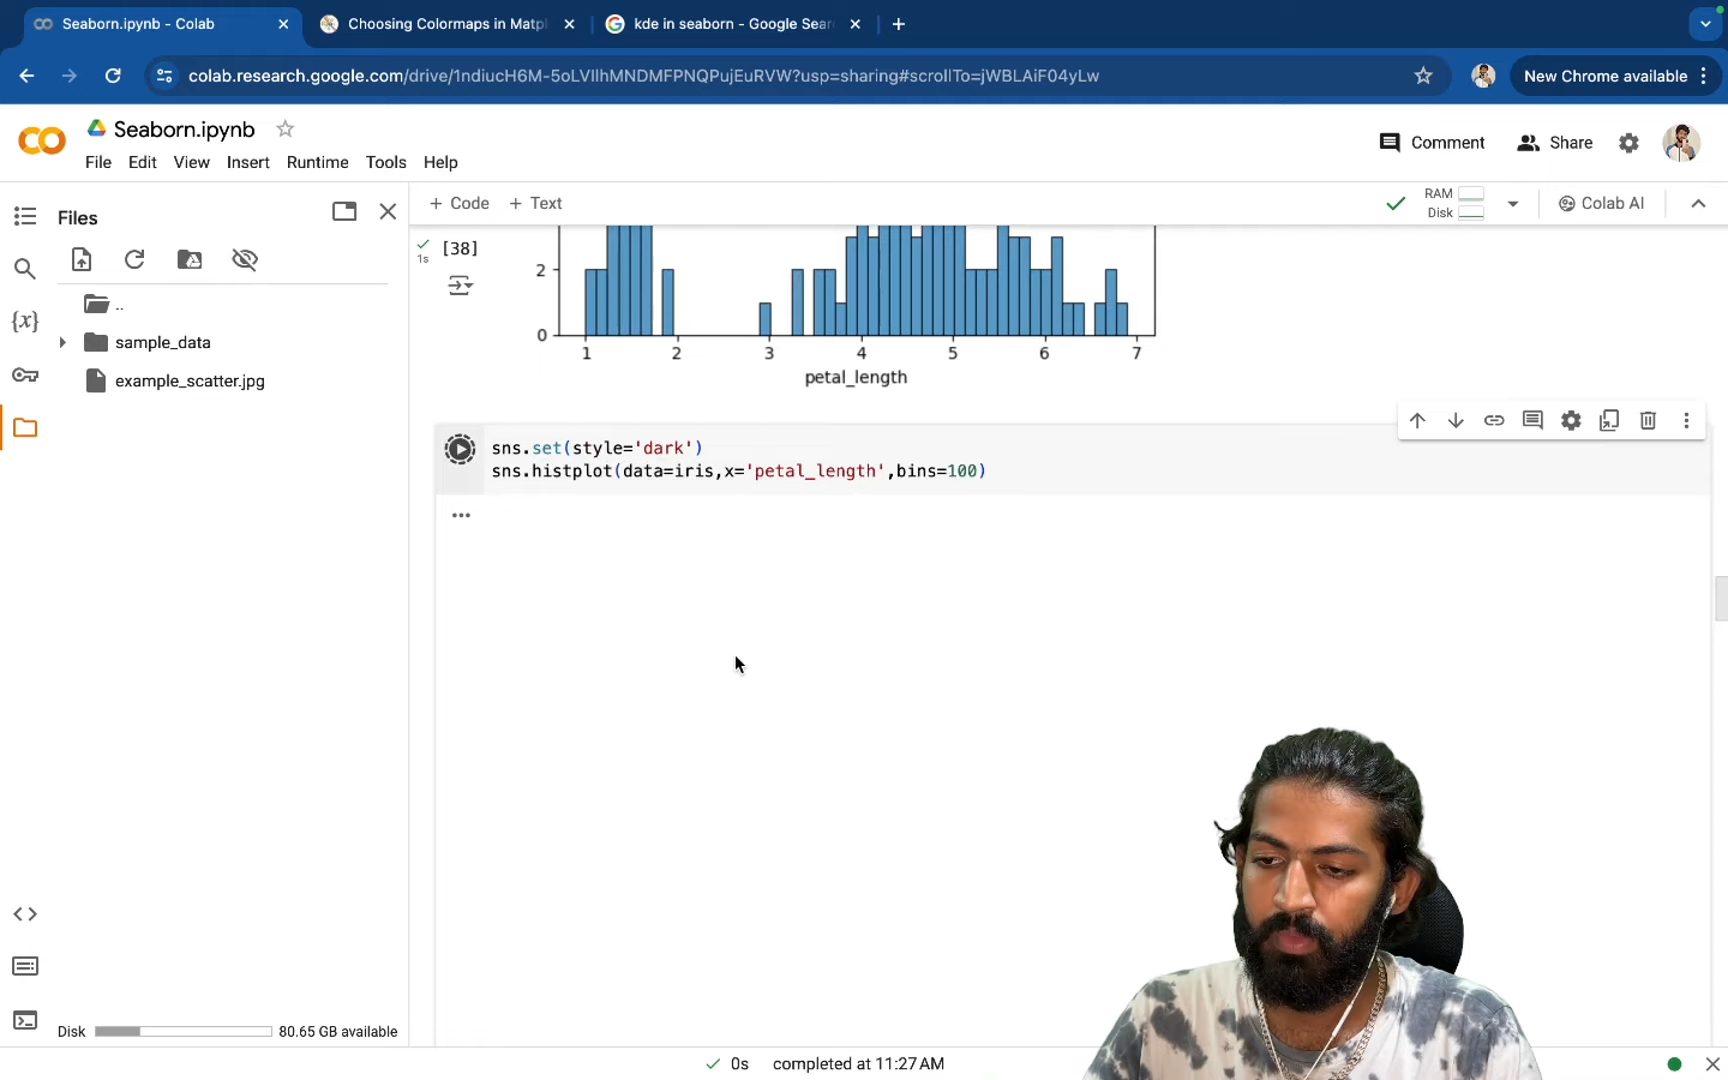 Seaborn.ipynb - Colab
Choosing Colormaps in Matpl
kde in seaborn - Google Sear
colab.research.google.com/drive/1ndiucH6M-5oLVIlhMNDMFPNQPujEuRVW?usp=sharing#scrollTo=jWBLAiF04yLw
New Chrome available
CO
Seaborn.ipynb
File Edit View Insert Runtime Tools Help
Comment
Share
Files
+ Code + Text
RAM
Disk
Colab AI
..
sample_data
example_scatter.jpg
{x}
[38]
1s
2
0
1 2 3 4 5 6 7
petal_length
sns.set(style='dark')
sns.histplot(data=iris,x='petal_length',bins=100)
Disk
80.65 GB available
0s completed at 11:27 AM